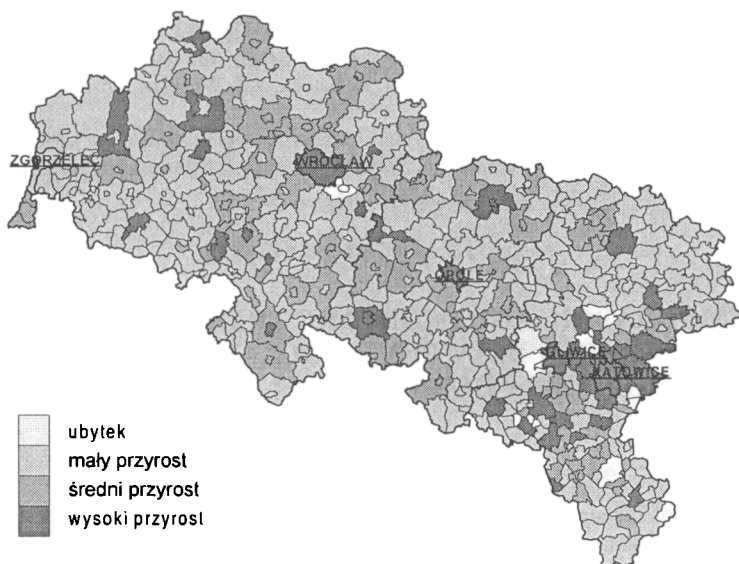 ZGORZELEC
WROCŁAW
OPOLE
GLIWICE
KATOWICE
ubytek
mały przyrost
średni przyrost
wysoki przyrost